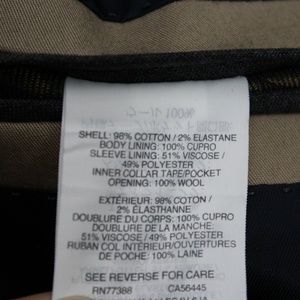 SHELL: 98% COTTON / 2% ELASTANE
BODY LINING: 100% CUPRO
SLEEVE LINING: 51% VISCOSE /
49% POLYESTER
INNER COLLAR TAPE/POCKET
OPENING: 100% WOOL
EXTÉRIEUR: 98% COTON /
2% ÉLASTHANNE
DOUBLURE DU CORPS: 100% CUPRO
DOUBLURE DE LA MANCHE:
51% VISCOSE / 49% POLYESTER
RUBAN COL INTÉRIEUR/OUVERTURES
DE POCHE: 100% LAINE
SEE REVERSE FOR CARE
RN77388 CA56445